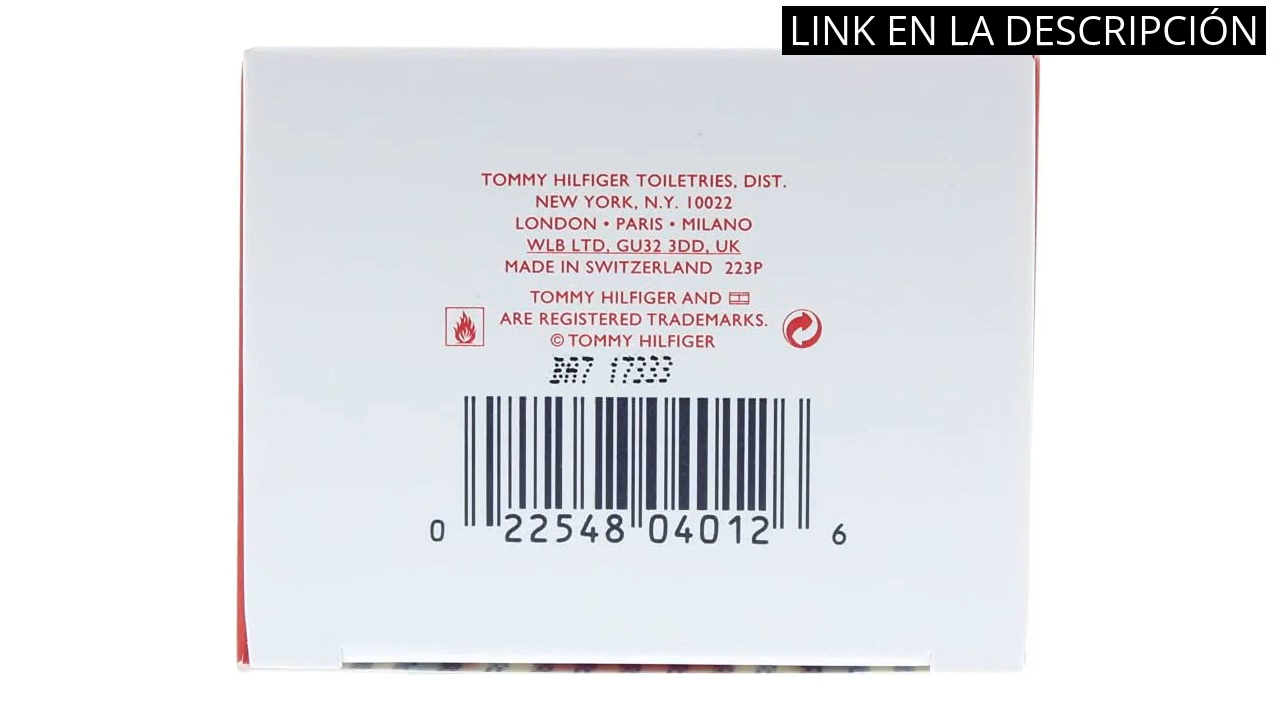 LINK EN LA DESCRIPCIÓN
TOMMY HILFIGER TOILETRIES, DIST.
NEW YORK, N.Y. 10022
LONDON • PARIS • MILANO
WLB LTD, GU32 3DD, UK
MADE IN SWITZERLAND 223P
TOMMY HILFIGER AND
ARE REGISTERED TRADEMARKS.
© TOMMY HILFIGER
BA7 17333
0 22548 04012 6